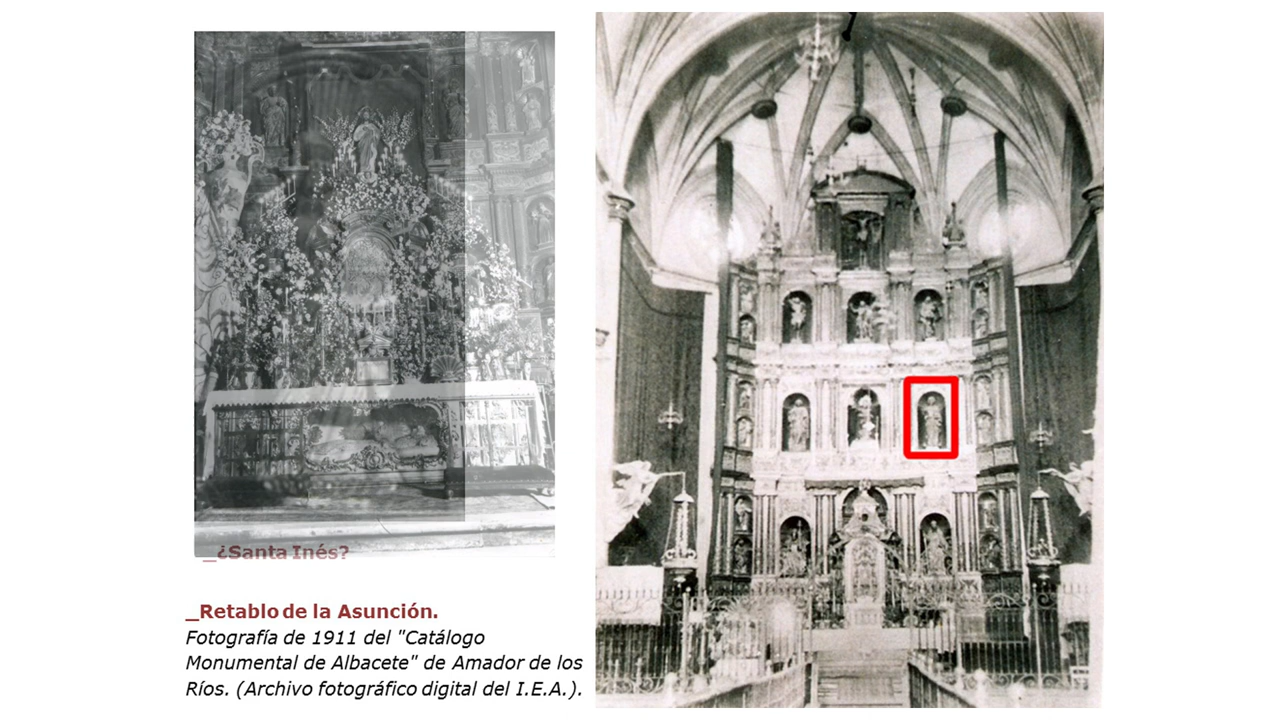 _¿Santa Inés?
_Retablo de la Asunción.
Fotografía de 1911 del "Catálogo
Monumental de Albacete" de Amador de los
Ríos. (Archivo fotográfico digital del I.E.A.).